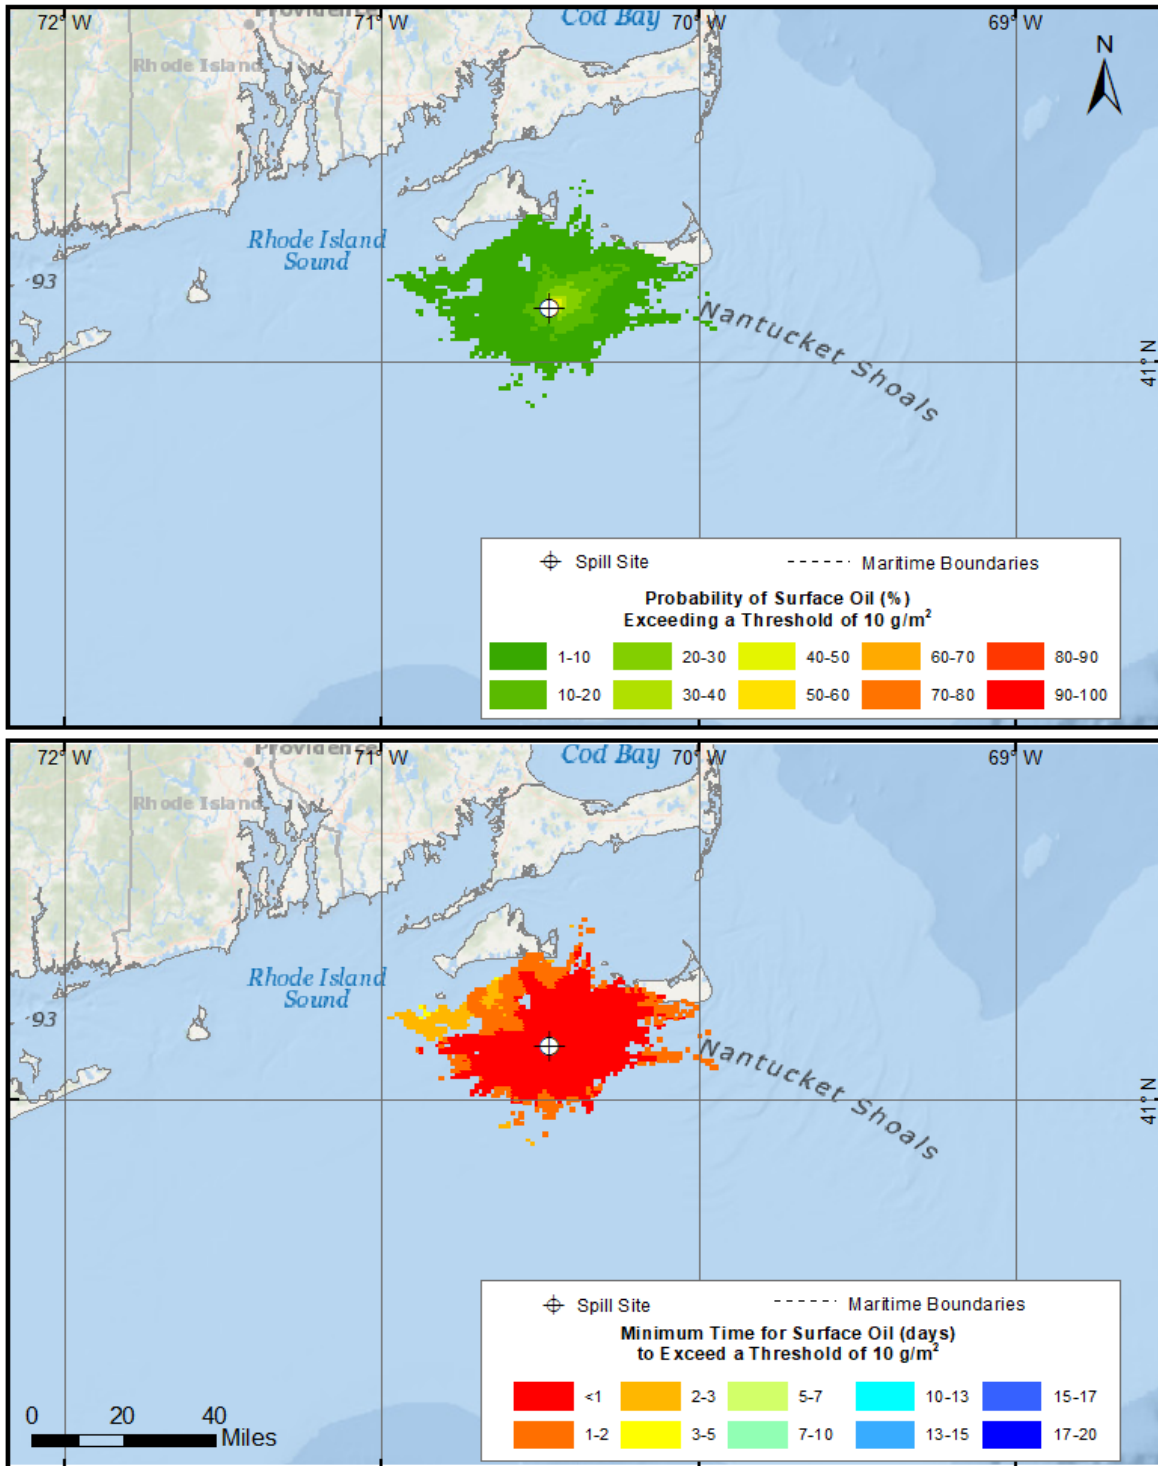 72° W
71° W
Cod Bay
70° W
69° W
Providence
Rhode Island
N
Rhode Island
Sound
93
Nantucket Shoals
41° N
Spill Site
Maritime Boundaries
Probability of Surface Oil (%)
Exceeding a Threshold of 10 g/m²
1-10
20-30
40-50
60-70
80-90
10-20
30-40
50-60
70-80
90-100
72° W
71° W
Cod Bay
70° W
69° W
Providence
Rhode Island
Rhode Island
Sound
93
Nantucket Shoals
41° N
Spill Site
Maritime Boundaries
Minimum Time for Surface Oil (days)
to Exceed a Threshold of 10 g/m²
<1
2-3
5-7
10-13
15-17
1-2
3-5
7-10
13-15
17-20
0 20 40
Miles